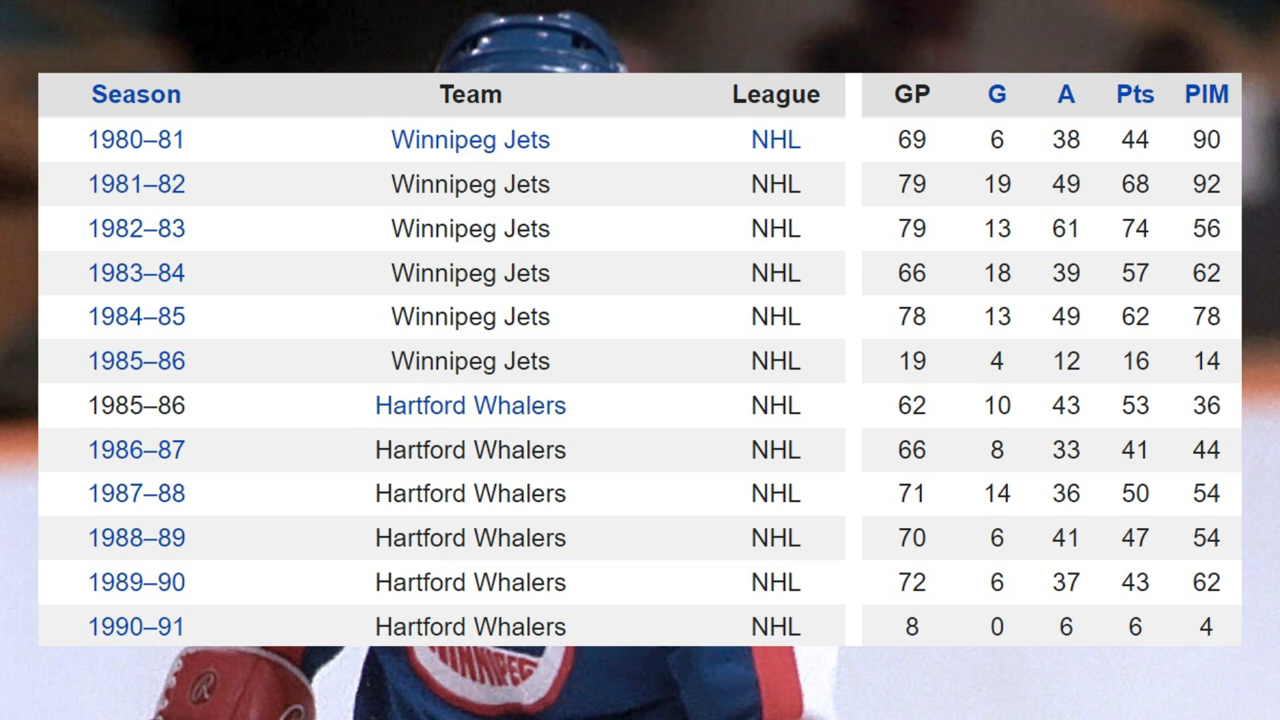 Season Team League GP G A Pts PIM
1980–81 Winnipeg Jets NHL 69 6 38 44 90
1981–82 Winnipeg Jets NHL 79 19 49 68 92
1982–83 Winnipeg Jets NHL 79 13 61 74 56
1983–84 Winnipeg Jets NHL 66 18 39 57 62
1984–85 Winnipeg Jets NHL 78 13 49 62 78
1985–86 Winnipeg Jets NHL 19 4 12 16 14
1985–86 Hartford Whalers NHL 62 10 43 53 36
1986–87 Hartford Whalers NHL 66 8 33 41 44
1987–88 Hartford Whalers NHL 71 14 36 50 54
1988–89 Hartford Whalers NHL 70 6 41 47 54
1989–90 Hartford Whalers NHL 72 6 37 43 62
1990–91 Hartford Whalers NHL 8 0 6 6 4
WINNIPEG
R